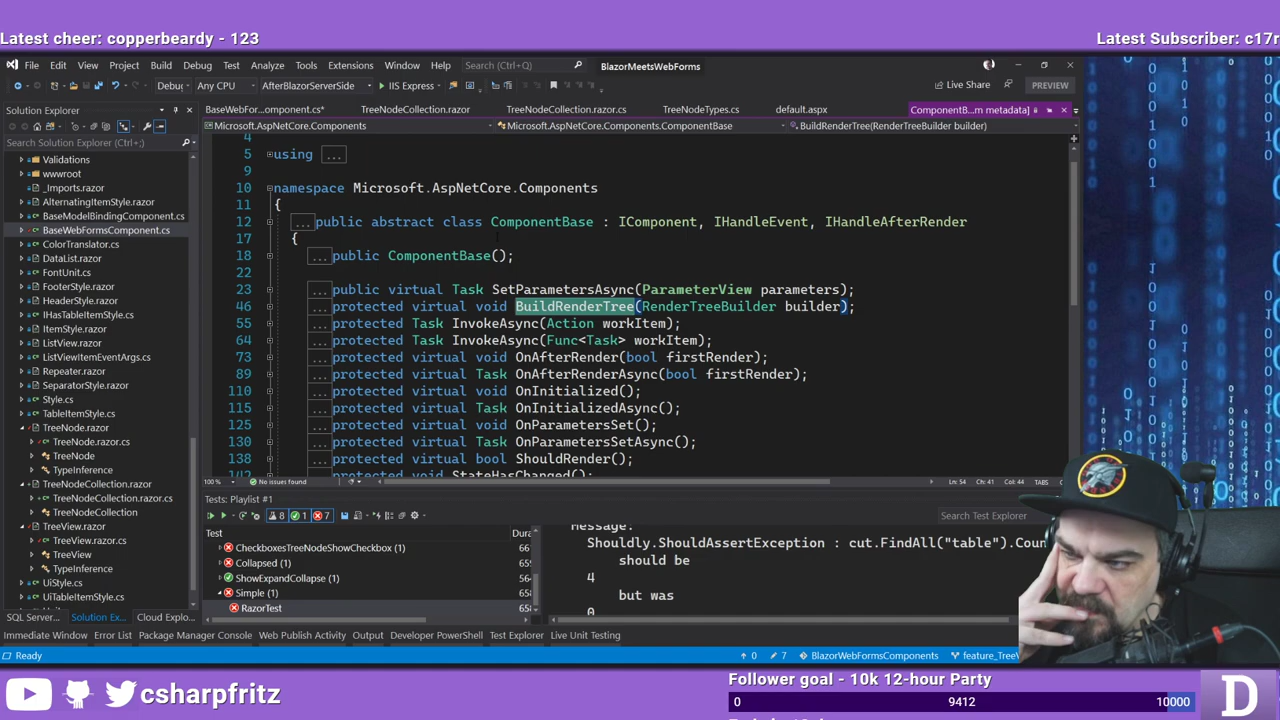 Latest cheer: copperbeardy - 123
Latest Subscriber: c17r
File Edit View Project Build Debug Test Analyze Tools Extensions Window Help Search (Ctrl+Q) BlazorMeetsWebForms
Debug Any CPU AfterBlazorServerSide IIS Express Live Share PREVIEW
Solution Explorer
Search Solution Explorer (Ctrl+;)
Validations
wwwroot
_Imports.razor
AlternatingItemStyle.razor
BaseModelBindingComponent.cs
BaseWebFormsComponent.cs
ColorTranslator.cs
DataList.razor
FontUnit.cs
FooterStyle.razor
HeaderStyle.razor
IHasTableItemStyle.cs
ItemStyle.razor
ListView.razor
ListViewItemEventArgs.cs
Repeater.razor
SeparatorStyle.razor
Style.cs
TableItemStyle.cs
TreeNode.razor
TreeNode.razor.cs
TreeNode
TypeInference
TreeNodeCollection.razor
TreeNodeCollection.razor.cs
TreeNodeCollection
TreeView.razor
TreeView.razor.cs
TreeView
TypeInference
UiStyle.cs
UiTableItemStyle.cs
SQL Server... Solution Ex... Cloud Explo...
BaseWebFor...omponent.cs* TreeNodeCollection.razor TreeNodeCollection.razor.cs TreeNodeTypes.cs default.aspx ComponentB...m metadata]
Microsoft.AspNetCore.Components Microsoft.AspNetCore.Components.ComponentBase BuildRenderTree(RenderTreeBuilder builder)
4
5 using ...
9
10 namespace Microsoft.AspNetCore.Components
11 {
12 ... public abstract class ComponentBase : IComponent, IHandleEvent, IHandleAfterRender
17 {
18 ... public ComponentBase();
22
23 ... public virtual Task SetParametersAsync(ParameterView parameters);
46 ... protected virtual void BuildRenderTree(RenderTreeBuilder builder);
55 ... protected Task InvokeAsync(Action workItem);
64 ... protected Task InvokeAsync(Func<Task> workItem);
73 ... protected virtual void OnAfterRender(bool firstRender);
89 ... protected virtual Task OnAfterRenderAsync(bool firstRender);
110 ... protected virtual void OnInitialized();
115 ... protected virtual Task OnInitializedAsync();
125 ... protected virtual void OnParametersSet();
130 ... protected virtual Task OnParametersSetAsync();
138 ... protected virtual bool ShouldRender();
142 ... protected void StateHasChanged();
100 % No issues found Ln: 54 Ch: 41 Col: 44 TABS
Tests: Playlist #1
8 1 7 Search Test Explorer
Test Dura
CheckboxesTreeNodeShowCheckbox (1) 66
Collapsed (1) 65
ShowExpandCollapse (1) 56
Simple (1) 65
RazorTest 65
Message:
Shouldly.ShouldAssertException : cut.FindAll("table").Coun
should be
4
but was
0
Immediate Window Error List Package Manager Console Web Publish Activity Output Developer PowerShell Test Explorer Live Unit Testing
Ready 0 7 BlazorWebFormsComponents feature_TreeV
csharpfritz
Follower goal - 10k 12-hour Party
0 9412 10000